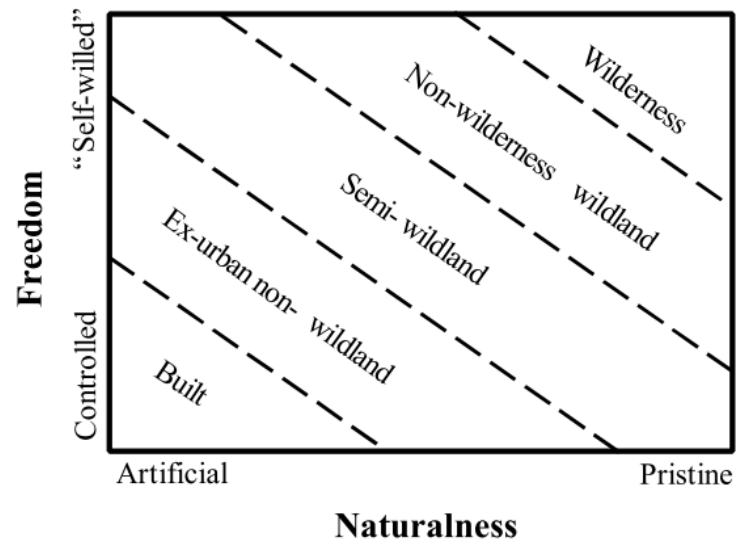 Freedom
Controlled
“Self-willed”
Wilderness
Non-wilderness wildland
Semi- wildland
Ex-urban non- wildland
Built
Artificial
Pristine
Naturalness